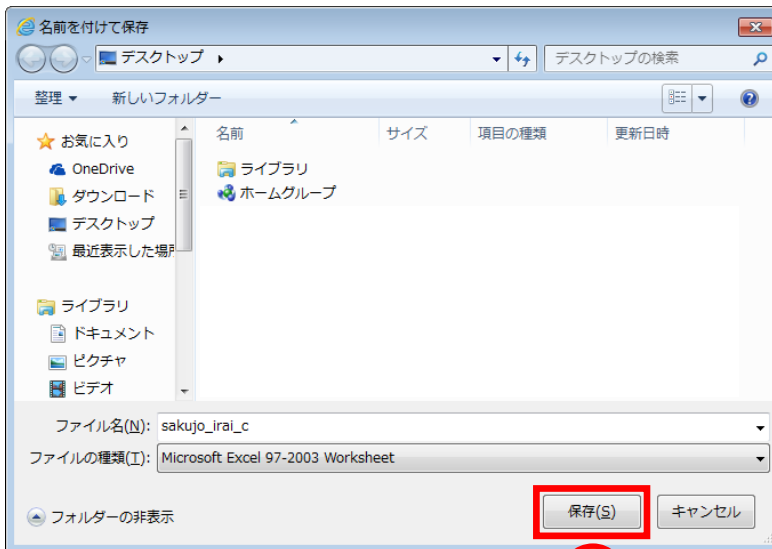 名前を付けて保存
デスクトップ
デスクトップの検索
整理
新しいフォルダー
名前 サイズ 項目の種類 更新日時
お気に入り
OneDrive
ダウンロード
デスクトップ
最近表示した場所
ライブラリ
ドキュメント
ピクチャ
ビデオ
ライブラリ
ホームグループ
ファイル名(N): sakujo_irai_c
ファイルの種類(T): Microsoft Excel 97-2003 Worksheet
フォルダーの非表示
保存(S) キャンセル